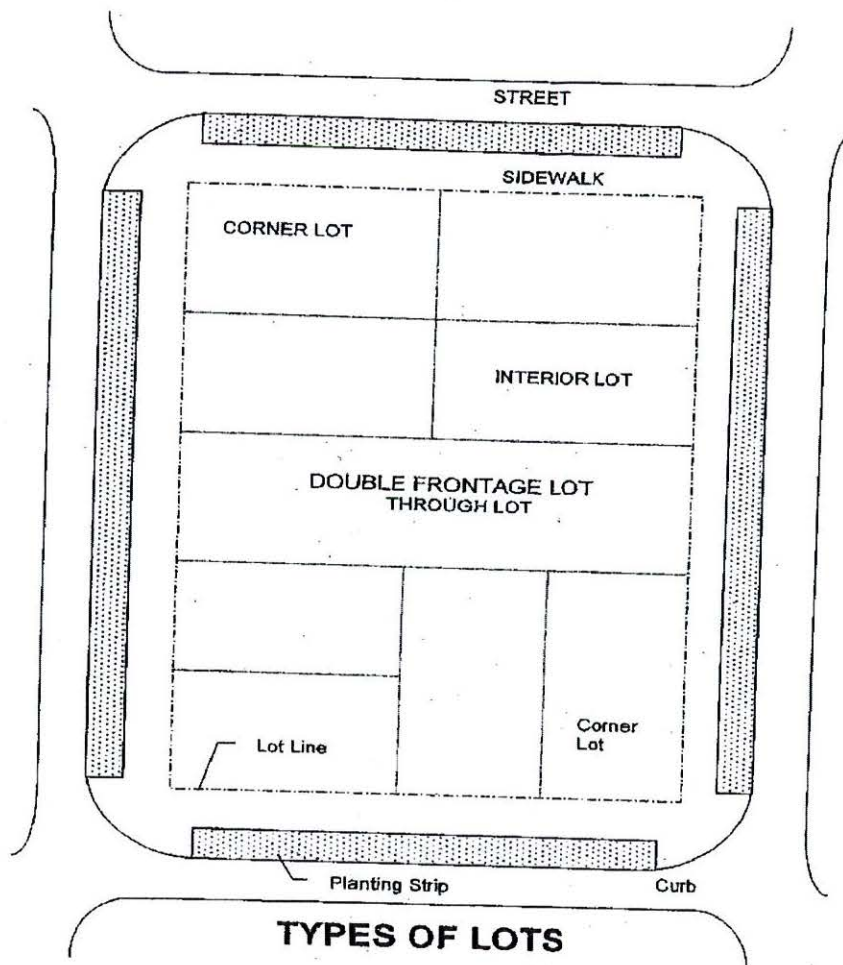 STREET
SIDEWALK
CORNER LOT
INTERIOR LOT
DOUBLE FRONTAGE LOT
THROUGH LOT
Corner
Lot
Lot Line
Planting Strip
Curb
TYPES OF LOTS